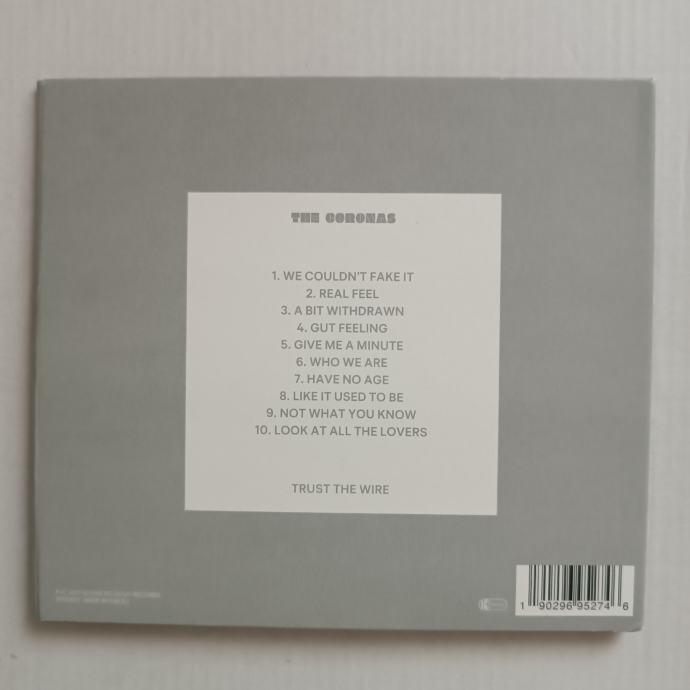 THE CORONAS
1. WE COULDN'T FAKE IT
2. REAL FEEL
3. A BIT WITHDRAWN
4. GUT FEELING
5. GIVE ME A MINUTE
6. WHO WE ARE
7. HAVE NO AGE
8. LIKE IT USED TO BE
9. NOT WHAT YOU KNOW
10. LOOK AT ALL THE LOVERS
TRUST THE WIRE
1 90296 95274 6